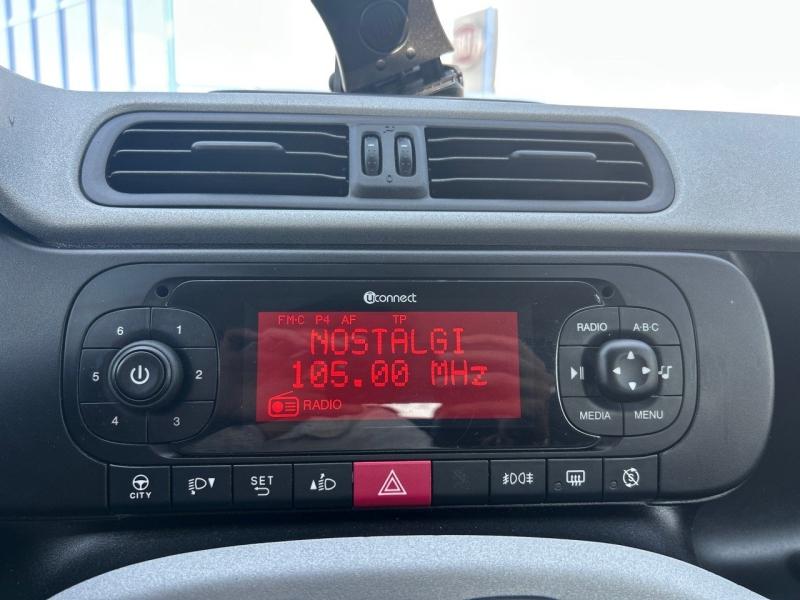 Uconnect
FM-C P4 AF TP
NOSTALGI
105.00 MHz
RADIO
6 1
5 2
4 3
RADIO A·B·C
MEDIA MENU
CITY
SET